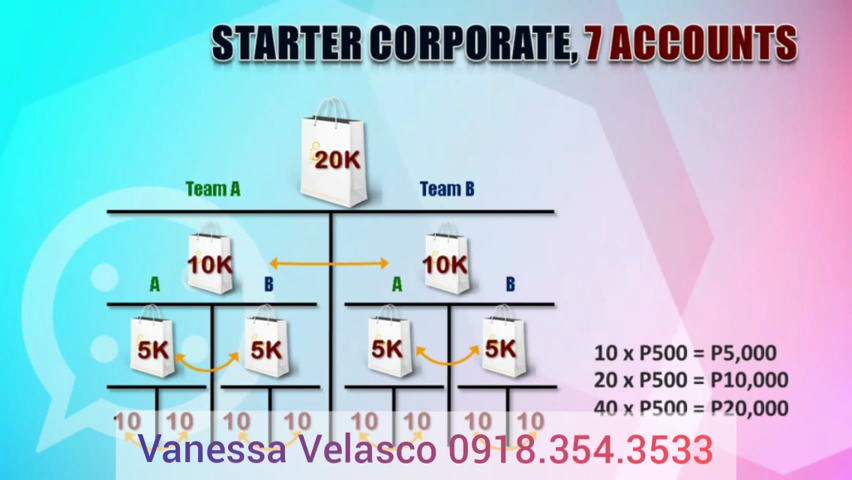 STARTER CORPORATE, 7 ACCOUNTS
20K
Team A Team B
10K 10K
A B A B
5K 5K 5K 5K
10 x P500 = P5,000
20 x P500 = P10,000
40 x P500 = P20,000
10 10 10 10 10 10 10 10
Vanessa Velasco 0918.354.3533